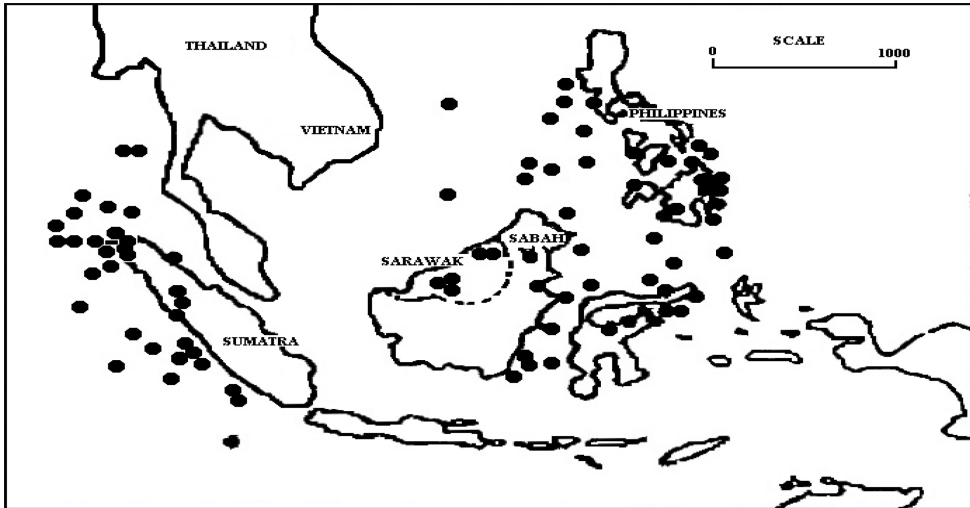 THAILAND
SCALE
0
1000
PHILIPPINES
VIETNAM
SABAH
SARAWAK
SUMATRA